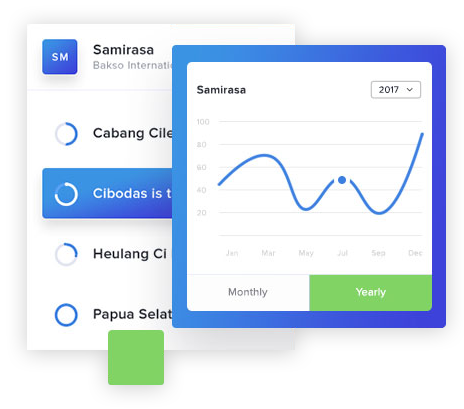 SM
Samirasa
Bakso Internatio
Cabang Cile
Cibodas is t
Heulang Ci
Papua Selat
Samirasa
2017
100
80
60
40
20
Jan Mar May Jul Sep Des
Monthly
Yearly